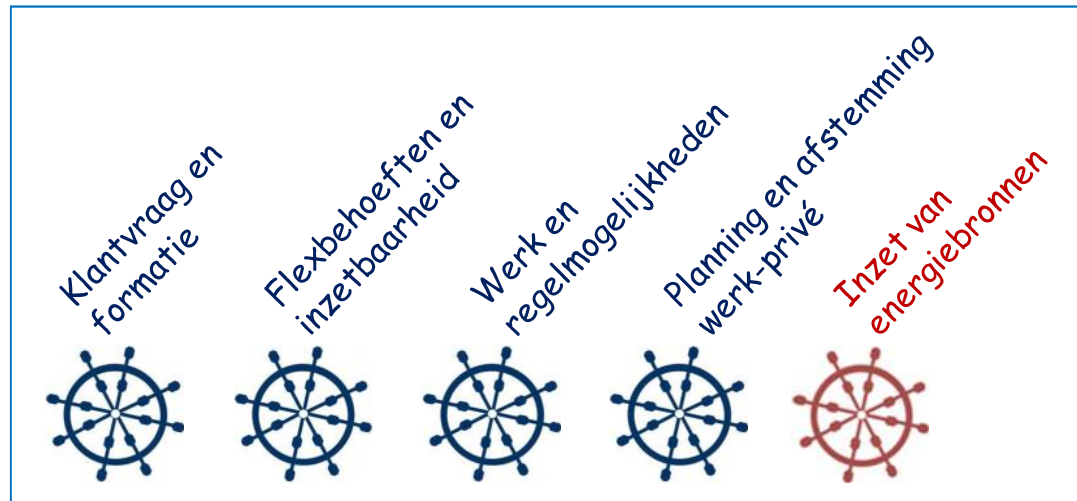 Klantvraag en
formatie
Flexbehoeften en
inzetbaarheid
Werk en
regelmogelijkheden
Planning en afstemming
werk-privé
Inzet van
energiebronnen